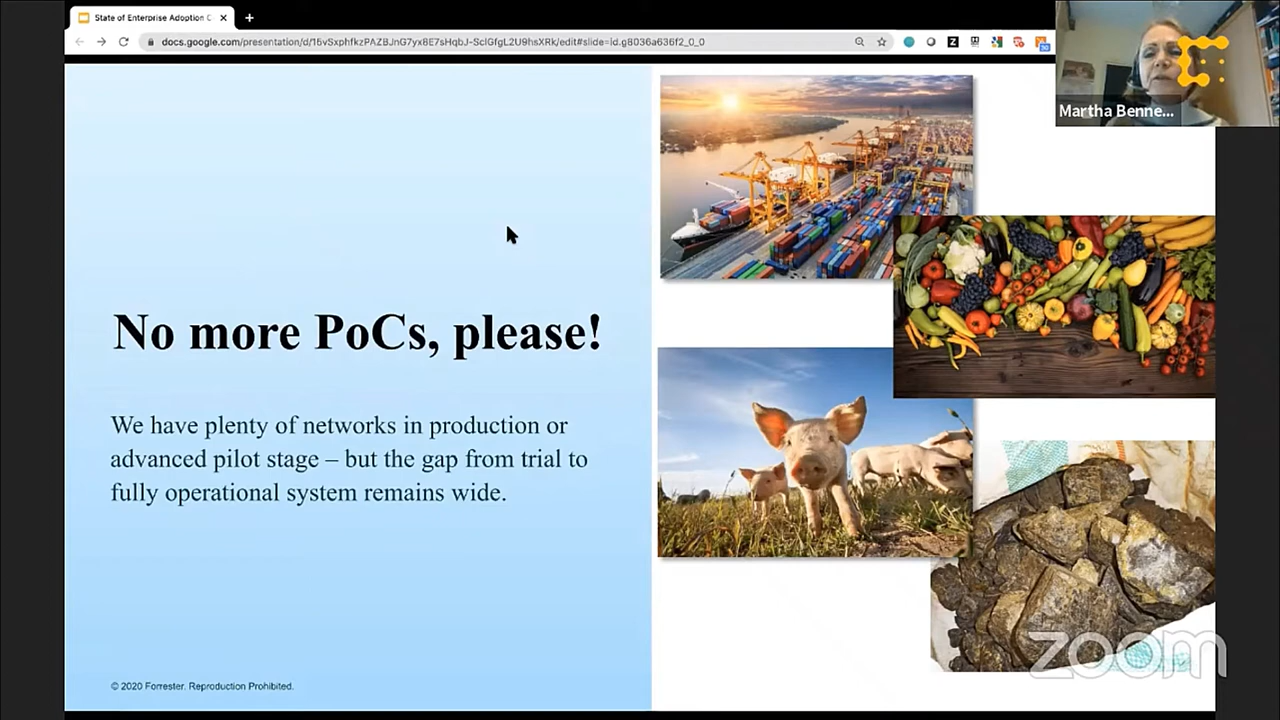 State of Enterprise Adoption C
docs.google.com/presentation/d/15vSxphfkzPAZBJnG7yx8E7sHqbJ-SclGfgL2U9hsXRk/edit#slide=id.g8036a636f2_0_0
Martha Benne...
No more PoCs, please!
We have plenty of networks in production or
advanced pilot stage – but the gap from trial to
fully operational system remains wide.
zoom
© 2020 Forrester. Reproduction Prohibited.